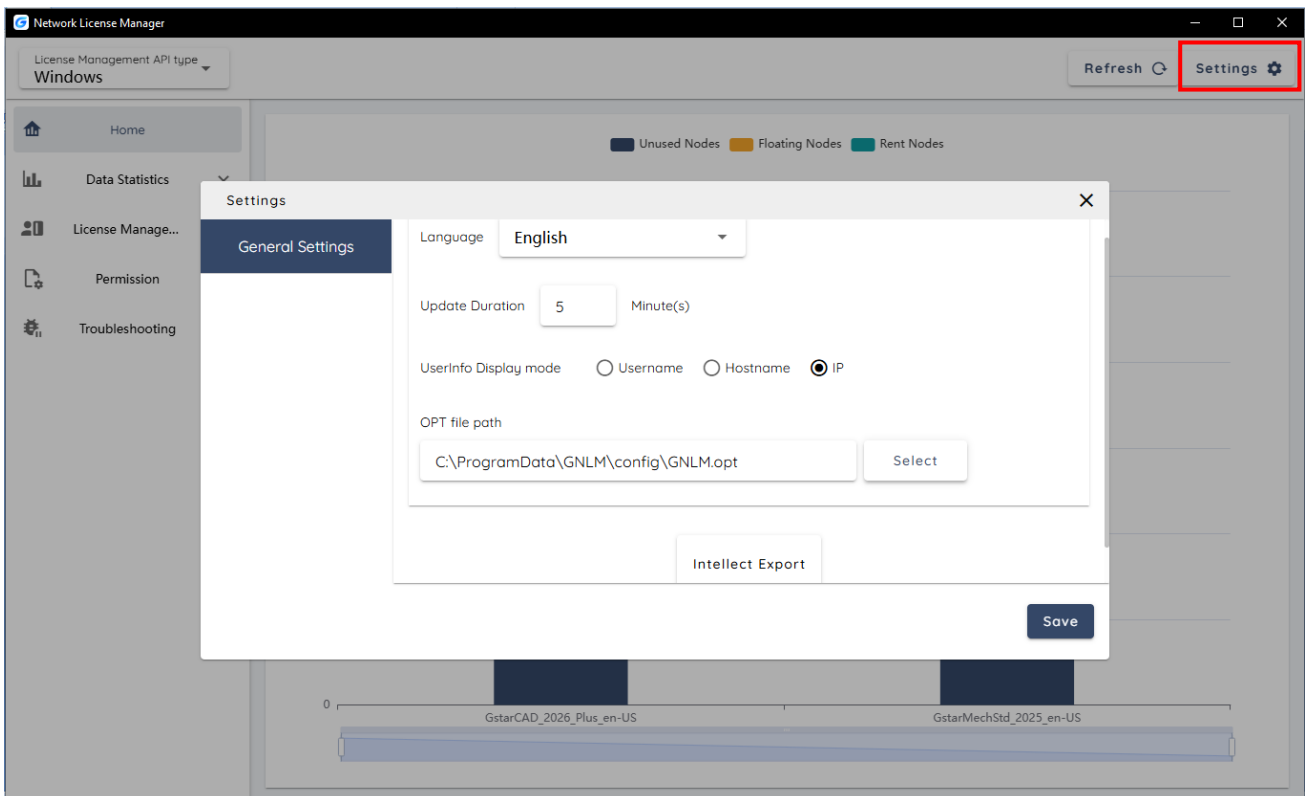 Network License Manager
License Management API type
Windows
Refresh
Settings
Home
Data Statistics
License Manage...
Permission
Troubleshooting
Unused Nodes Floating Nodes Rent Nodes
Settings
General Settings
Language English
Update Duration 5 Minute(s)
UserInfo Display mode Username Hostname IP
OPT file path
C:\ProgramData\GNLM\config\GNLM.opt Select
Intellect Export
Save
0
GstarCAD_2026_Plus_en-US GstarMechStd_2025_en-US